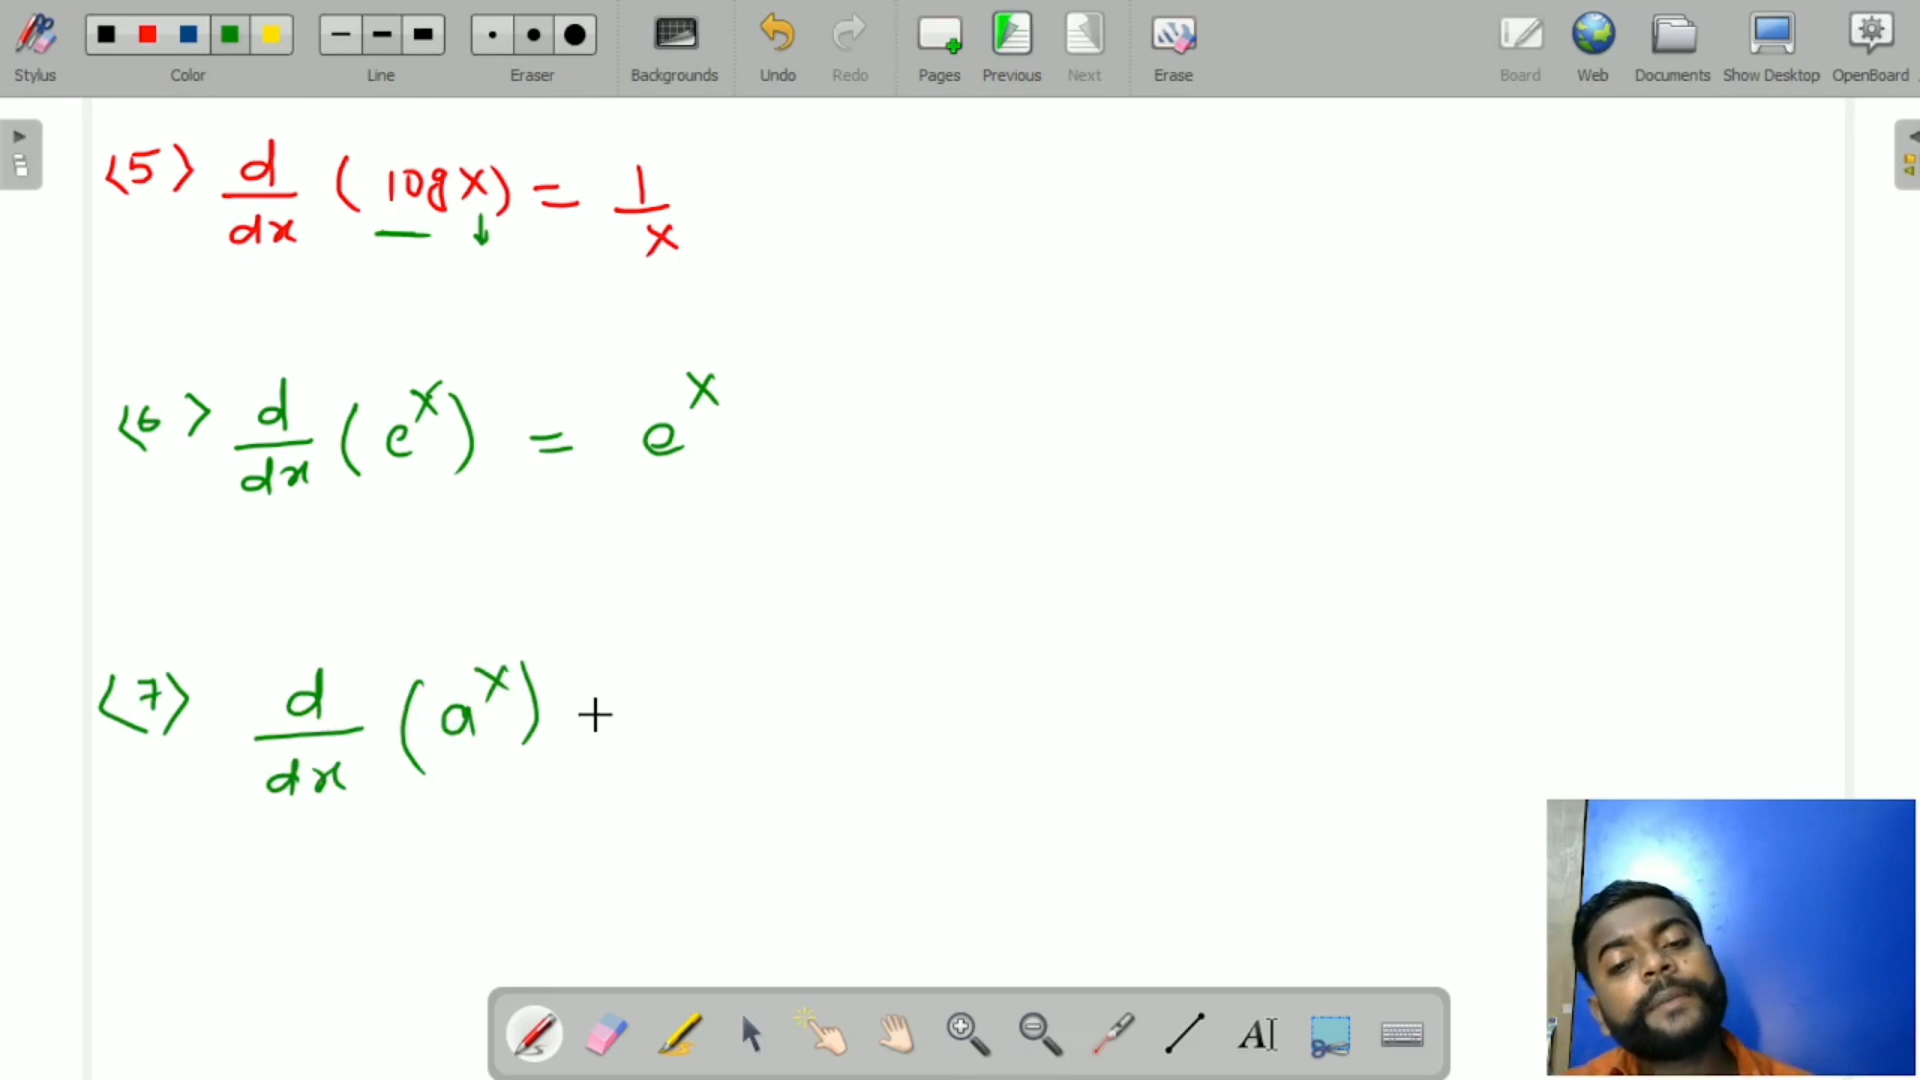 Stylus Color Line Eraser Backgrounds Undo Redo Pages Previous Next Erase Board Web Documents Show Desktop OpenBoard
<5> d/dx (log x) = 1/x
<6> d/dx (e^x) = e^x
<7> d/dx (a^x)
AI